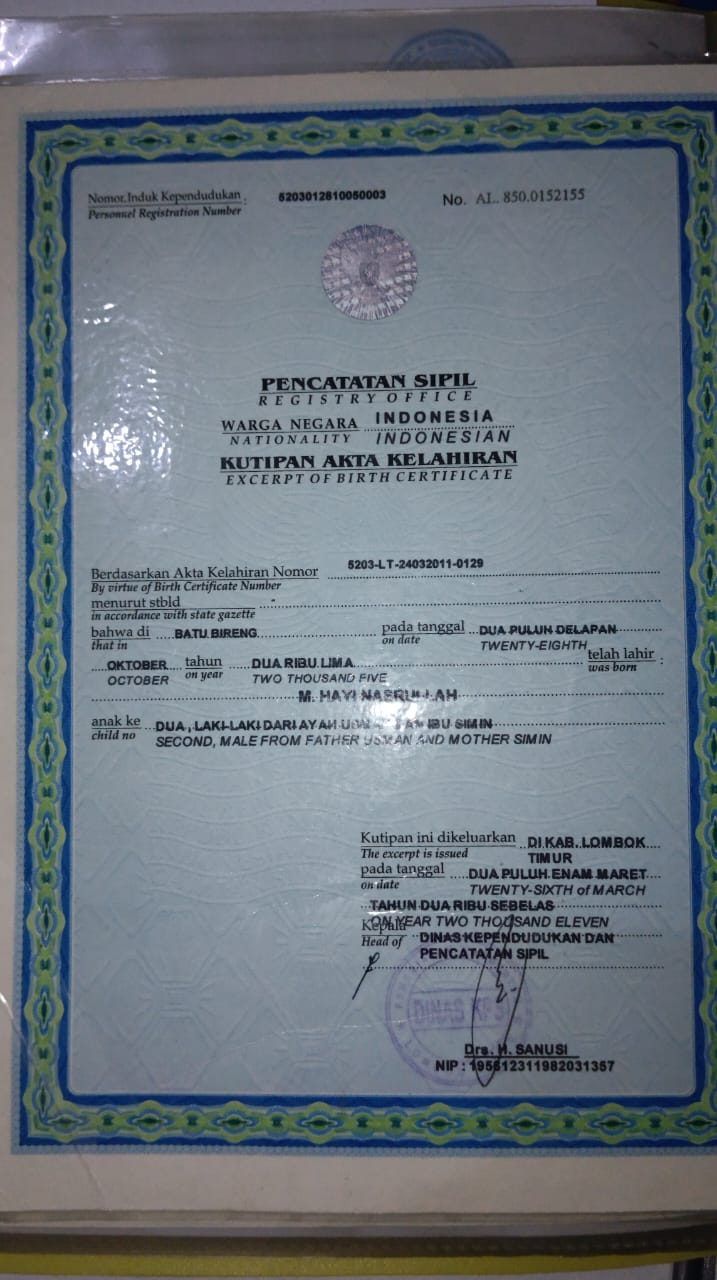 Nomor Induk Kependudukan : 5203012810050003 No. AL. 850.0152155
Personnel Registration Number
PENCATATAN SIPIL
REGISTRY OFFICE
WARGA NEGARA INDONESIA
NATIONALITY INDONESIAN
KUTIPAN AKTA KELAHIRAN
EXCERPT OF BIRTH CERTIFICATE
Berdasarkan Akta Kelahiran Nomor 5203-LT-24032011-0129
By virtue of Birth Certificate Number
menurut stbld
in accordance with state gazette
bahwa di BATU BIRENG pada tanggal DUA PULUH DELAPAN
that in on date TWENTY-EIGHTH
OKTOBER tahun DUA RIBU LIMA telah lahir :
OCTOBER on year TWO THOUSAND FIVE was born
M. HAYI NASRULLAH
anak ke DUA , LAKI-LAKI DARI AYAH IBU SIMIN
child no SECOND, MALE FROM FATHER USMAN AND MOTHER SIMIN
Kutipan ini dikeluarkan DI KAB. LOMBOK
The excerpt is issued TIMUR
pada tanggal DUA PULUH ENAM MARET
on date TWENTY-SIXTH of MARCH
TAHUN DUA RIBU SEBELAS
ON YEAR TWO THOUSAND ELEVEN
Kepala DINAS KEPENDUDUKAN DAN
Head of PENCATATAN SIPIL
DINAS KPS
Drs. H. SANUSI
NIP : 195612311982031357